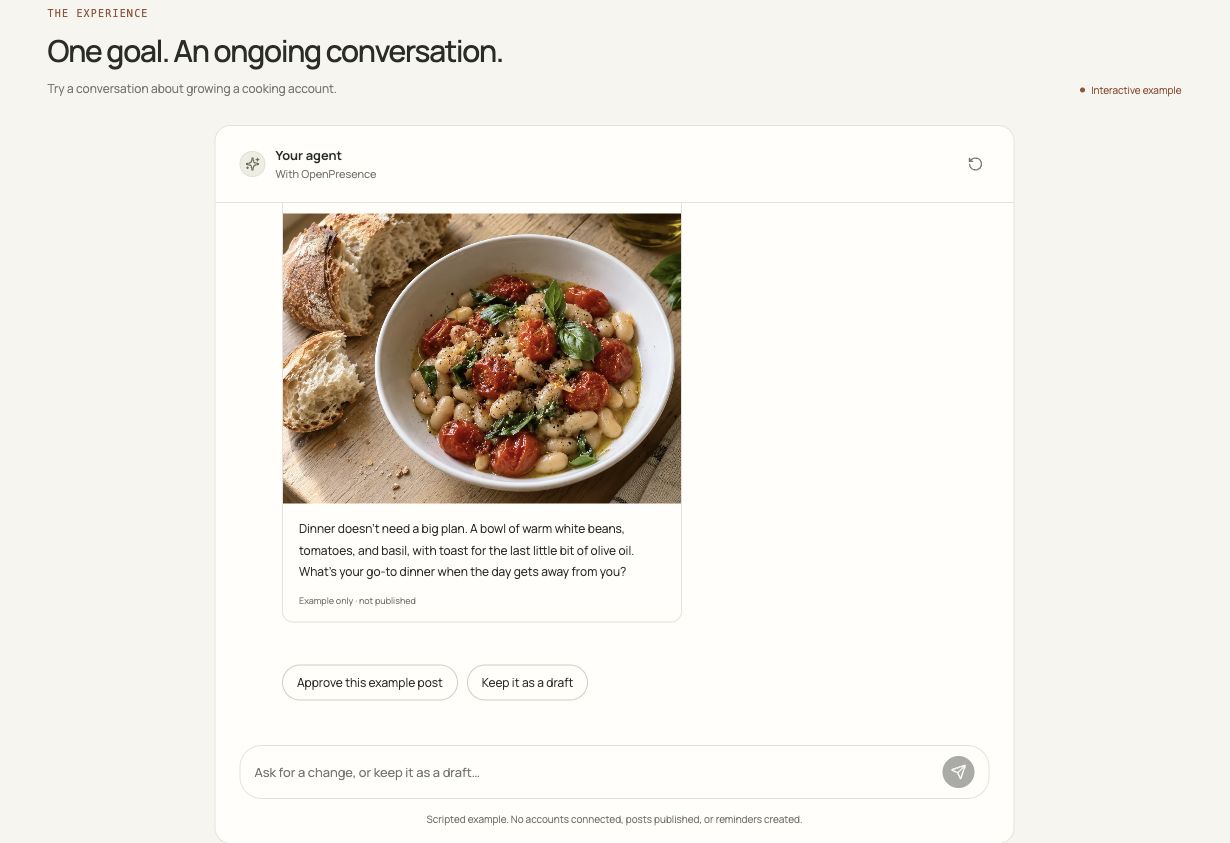 THE EXPERIENCE
One goal. An ongoing conversation.
Try a conversation about growing a cooking account.
Interactive example
Your agent
With OpenPresence
Dinner doesn't need a big plan. A bowl of warm white beans,
tomatoes, and basil, with toast for the last little bit of olive oil.
What's your go-to dinner when the day gets away from you?
Example only · not published
Approve this example post
Keep it as a draft
Ask for a change, or keep it as a draft…
Scripted example. No accounts connected, posts published, or reminders created.